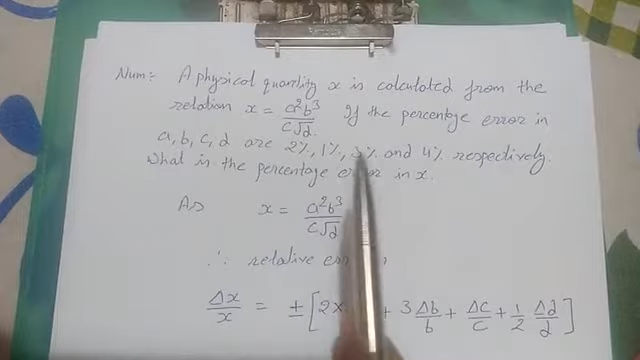 Num:- A physical quantity x is calculated from the
relation x = a²b³/c√d. If the percentage error in
a, b, c, d are 2%, 1%, 3% and 4% respectively.
What is the percentage error in x.
As x = a²b³/c√d
∴ relative
Δx/x = ± [2× + 3 Δb/b + Δc/c + 1/2 Δd/d]